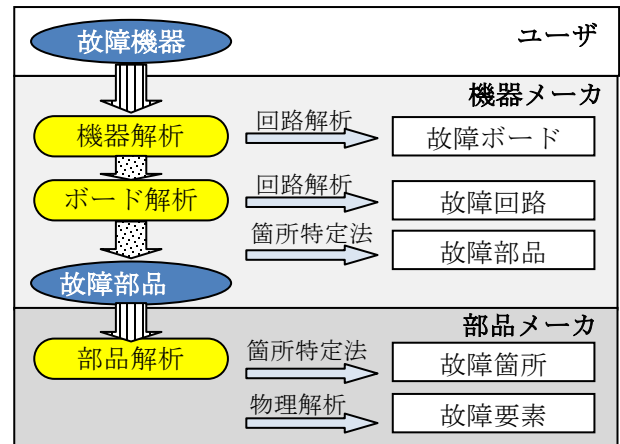 故障機器
ユーザ
機器メーカ
機器解析
回路解析
故障ボード
ボード解析
回路解析
故障回路
箇所特定法
故障部品
故障部品
部品メーカ
部品解析
箇所特定法
故障箇所
物理解析
故障要素